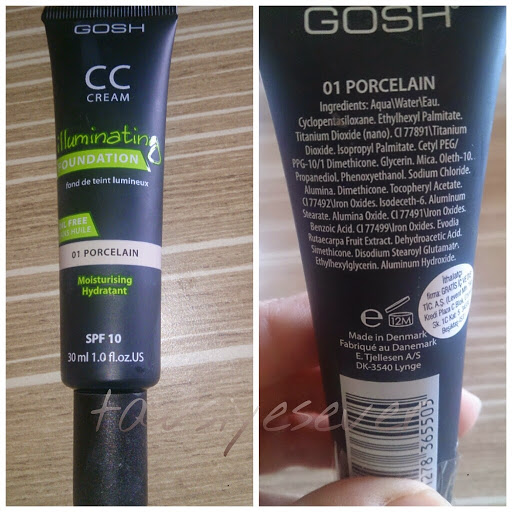 GOSH
CC
CREAM
illuminating
FOUNDATION
fond de teint lumineux
01 PORCELAIN
Moisturising
Hydratant
SPF 10
30 ml 1.0 fl.oz.US
GOSH
01 PORCELAIN
Ingredients: Aqua\Water\Eau.
Cyclopentasiloxane. Ethylhexyl Palmitate.
Titanium Dioxide (nano). CI 77891\Titanium
Dioxide. Isopropyl Palmitate. Cetyl PEG/
PPG-10/1 Dimethicone. Glycerin. Mica. Oleth-10.
Propanediol, Phenoxyethanol. Sodium Chloride.
Alumina. Dimethicone. Tocopheryl Acetate.
CI 77492\Iron Oxides. Isodeceth-6. Aluminum
Stearate. Alumina Oxide. CI 77491\Iron Oxides.
Benzoic Acid. CI 77499\Iron Oxides. Evodia
Rutaecarpa Fruit Extract. Dehydroacetic Acid.
Simethicone. Disodium Stearoyl Glutamate.
Ethylhexylglycerin. Aluminum Hydroxide.
firma: GRATIS
TİC. A.Ş.
e 12M
Made in Denmark
Fabriqué au Danemark
E. Tjellesen A/S
DK-3540 Lynge
278 365505